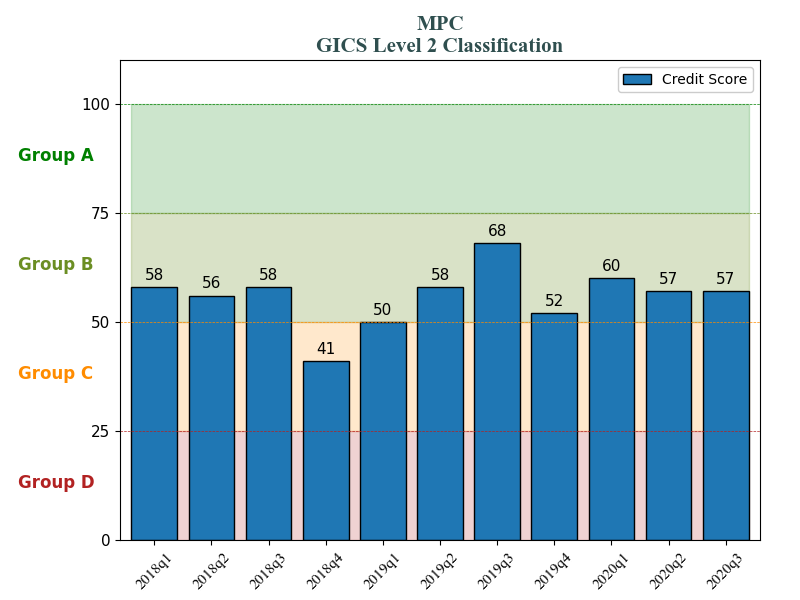 MPC
GICS Level 2 Classification
Credit Score
100
Group A
75
Group B
50
Group C
25
Group D
0
58
56
58
41
50
58
68
52
60
57
57
2018q1
2018q2
2018q3
2018q4
2019q1
2019q2
2019q3
2019q4
2020q1
2020q2
2020q3